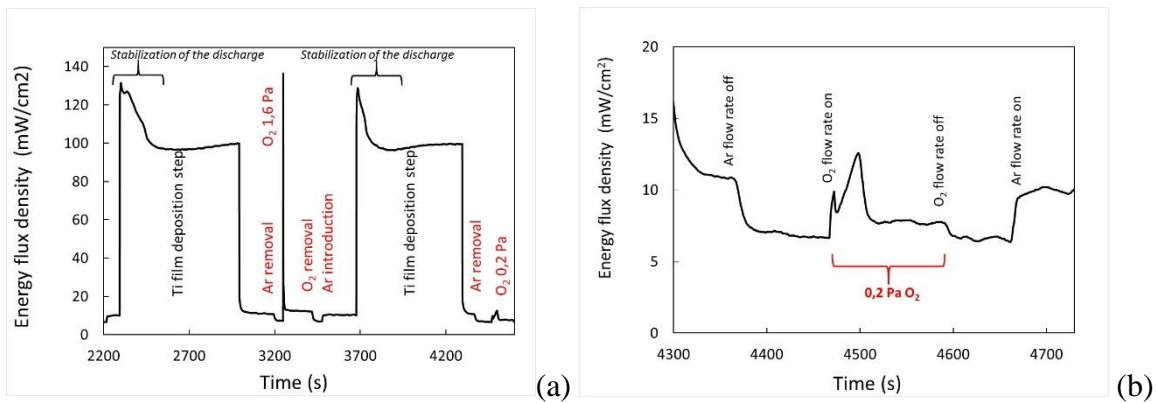 Stabilization of the discharge
Stabilization of the discharge
Energy flux density (mW/cm2)
140
120
100
80
60
40
20
0
Ti film deposition step
Ar removal
O₂ 1,6 Pa
O₂ removal
Ar introduction
Ti film deposition step
Ar removal
O₂ 0,2 Pa
2200
2700
3200
3700
4200
Time (s)
(a)
Energy flux density (mW/cm²)
20
15
10
5
0
Ar flow rate off
O₂ flow rate on
O₂ flow rate off
Ar flow rate on
0,2 Pa O₂
4300
4400
4500
4600
4700
Time (s)
(b)